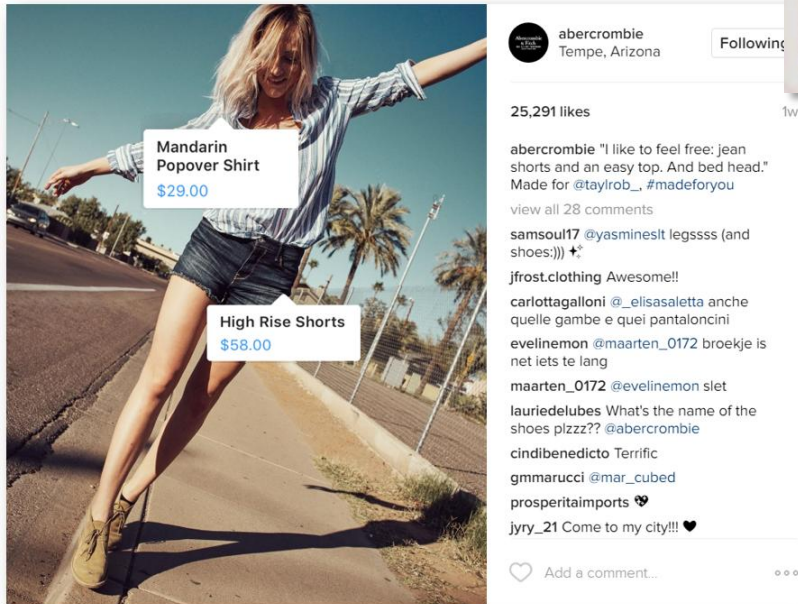 Mandarin
Popover Shirt
$29.00
High Rise Shorts
$58.00
abercrombie
Tempe, Arizona
Following
25,291 likes
1w
abercrombie "I like to feel free: jean
shorts and an easy top. And bed head."
Made for @taylrob_, #madeforyou
view all 28 comments
samsoul17 @yasmineslt legssss (and
shoes:)))
jfrost.clothing Awesome!!
carlottagalloni @_elisasaletta anche
quelle gambe e quei pantaloncini
evelinemon @maarten_0172 broekje is
net iets te lang
maarten_0172 @evelinemon slet
lauriedelubes What's the name of the
shoes plzzz?? @abercrombie
cindibenedicto Terrific
gmmarucci @mar_cubed
prosperitaimports
jyry_21 Come to my city!!!
Add a comment...